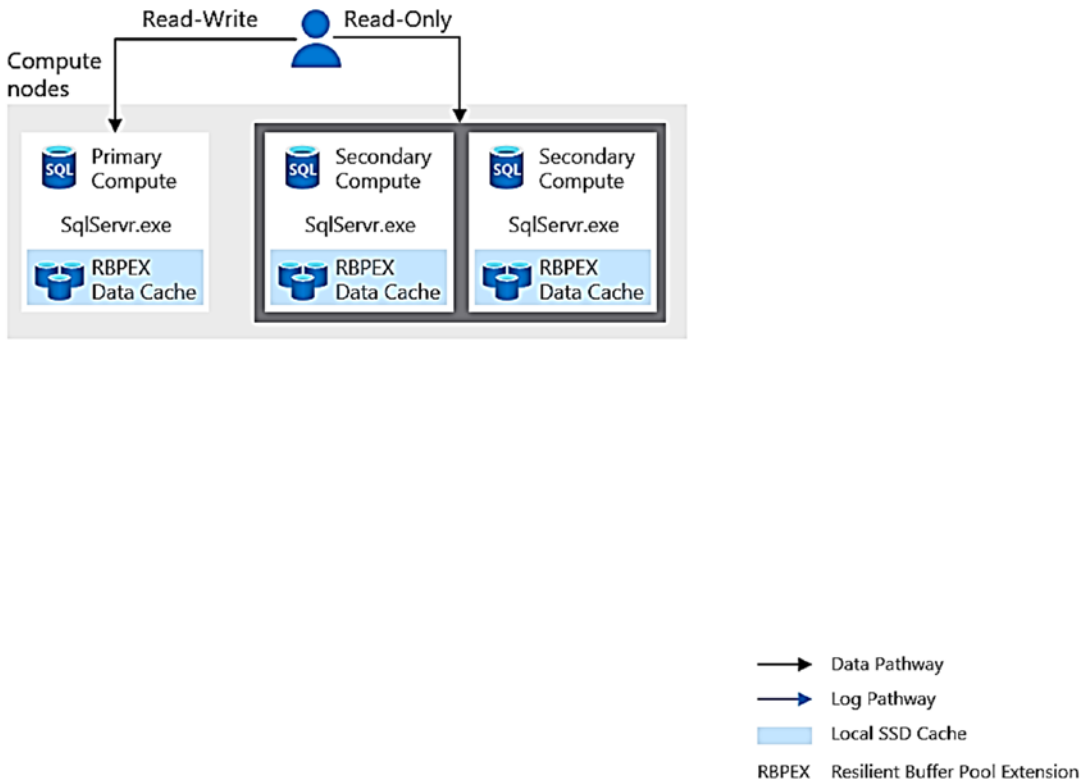 Read-Write
Read-Only
Compute
nodes
SQL
Primary
Compute
SqlServr.exe
RBPEX
Data Cache
SQL
Secondary
Compute
SqlServr.exe
RBPEX
Data Cache
SQL
Secondary
Compute
SqlServr.exe
RBPEX
Data Cache
Data Pathway
Log Pathway
Local SSD Cache
RBPEX Resilient Buffer Pool Extension